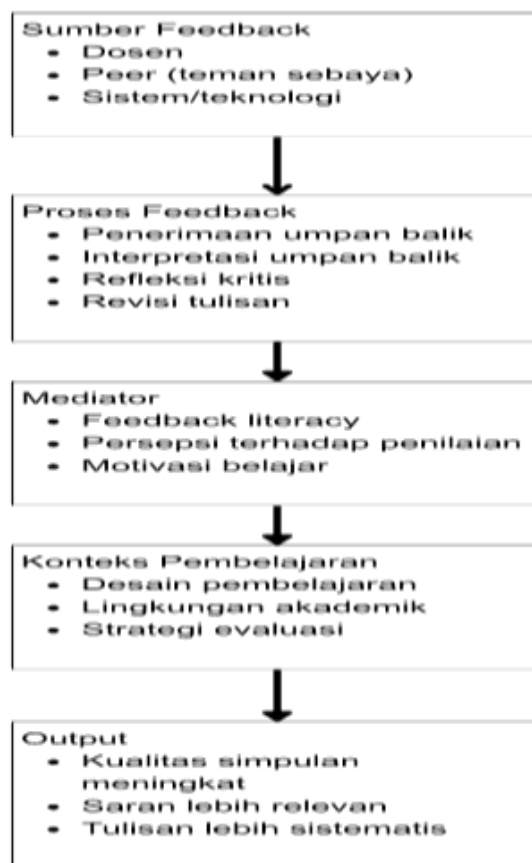 Sumber Feedback
• Dosen
• Peer (teman sebaya)
• Sistem/teknologi
Proses Feedback
• Penerimaan umpan balik
• Interpretasi umpan balik
• Refleksi kritis
• Revisi tulisan
Mediator
• Feedback literacy
• Persepsi terhadap penilaian
• Motivasi belajar
Konteks Pembelajaran
• Desain pembelajaran
• Lingkungan akademik
• Strategi evaluasi
Output
• Kualitas simpulan
meningkat
• Saran lebih relevan
• Tulisan lebih sistematis